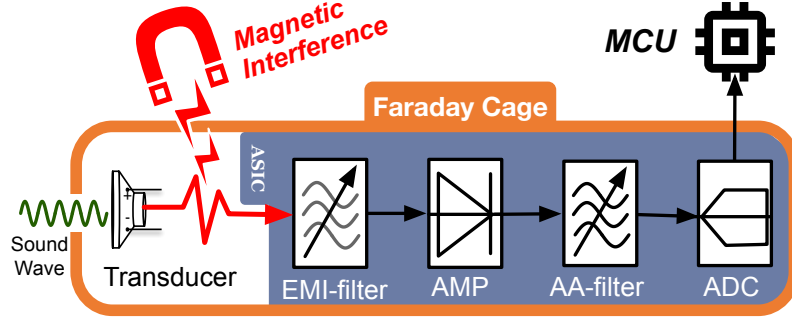 Magnetic
Interference
MCU
Faraday Cage
ASIC
+
-
Sound
Wave
Transducer
EMI-filter
AMP
AA-filter
ADC